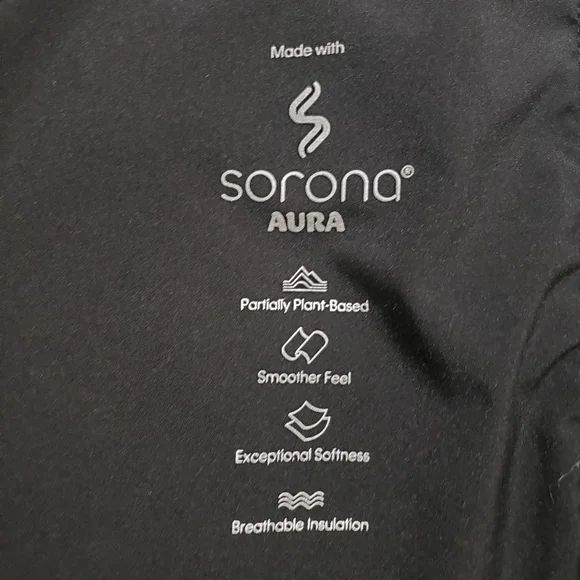 Made with
sorona®
AURA
Partially Plant-Based
Smoother Feel
Exceptional Softness
Breathable Insulation